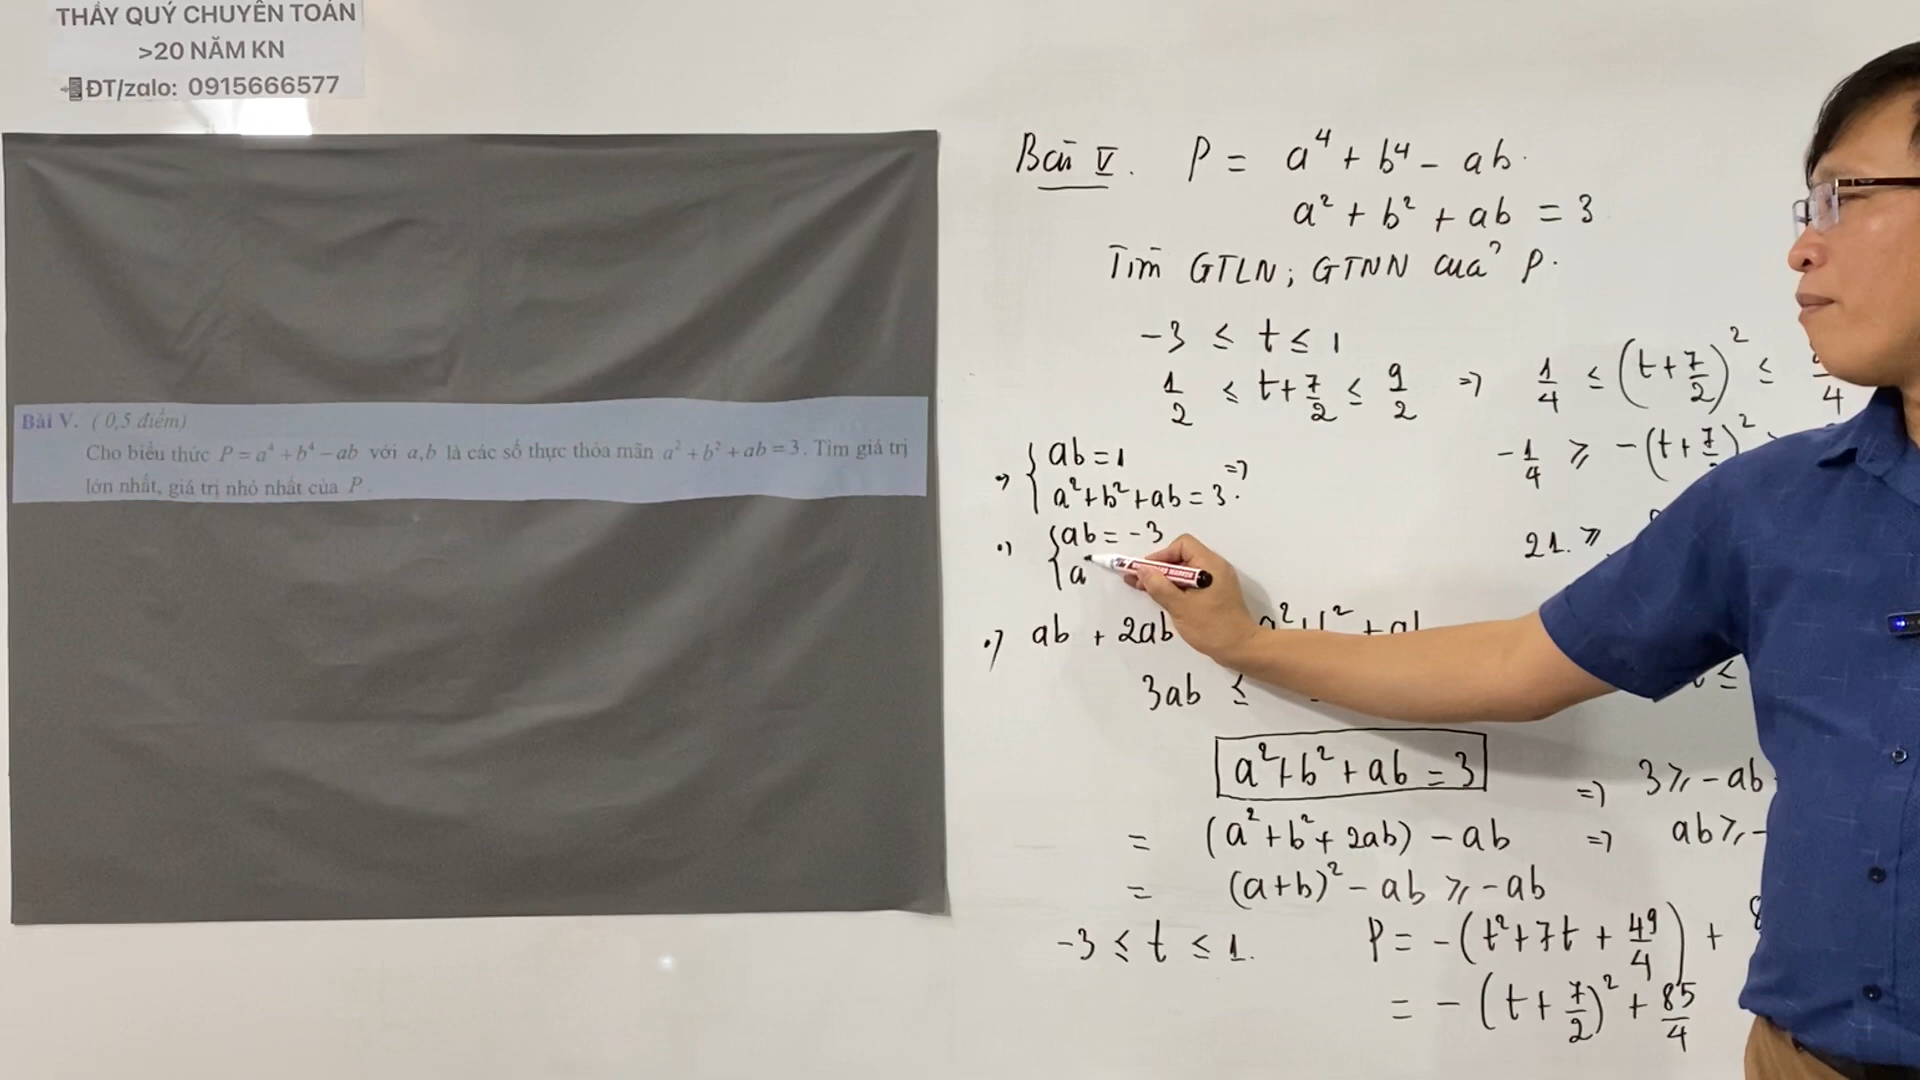 THẦY QUÝ CHUYÊN TOÁN
>20 NĂM KN
ĐT/zalo: 0915666577
Bài V. ( 0,5 điểm)
Cho biểu thức P = a⁴ + b⁴ − ab với a,b là các số thực thỏa mãn a² + b² + ab = 3. Tìm giá trị
lớn nhất, giá trị nhỏ nhất của P.
Bài V. P = a⁴ + b⁴ − ab.
a² + b² + ab = 3
Tìm GTLN; GTNN của P.
−3 ≤ t ≤ 1
1/2 ≤ t + 7/2 ≤ 9/2 => 1/4 ≤ (t + 7/2)² ≤ /4
−1/4 ≥ −(t + 7/2)²
{ ab = 1 =>
a² + b² + ab = 3.
21 ≥
{ ab = −3
a
ab + 2ab
3ab ≤
a² + b² + ab = 3 => 3 ≥ −ab
= (a² + b² + 2ab) − ab => ab ≥ −
= (a+b)² − ab ≥ −ab
−3 ≤ t ≤ 1. P = −(t² + 7t + 49/4) +
= −(t + 7/2)² + 85/4